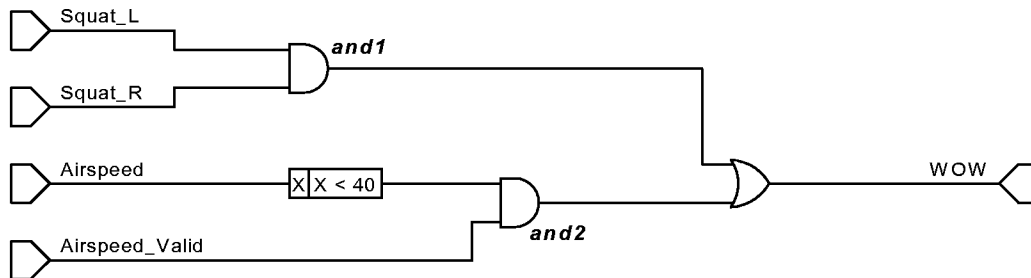 Squat_L
and1
Squat_R
Airspeed
X X < 40
WOW
and2
Airspeed_Valid